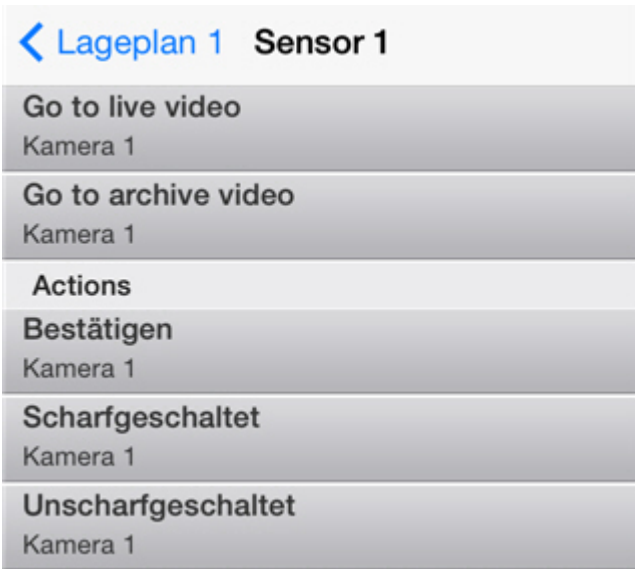 Lageplan 1 Sensor 1
Go to live video
Kamera 1
Go to archive video
Kamera 1
Actions
Bestätigen
Kamera 1
Scharfgeschaltet
Kamera 1
Unscharfgeschaltet
Kamera 1